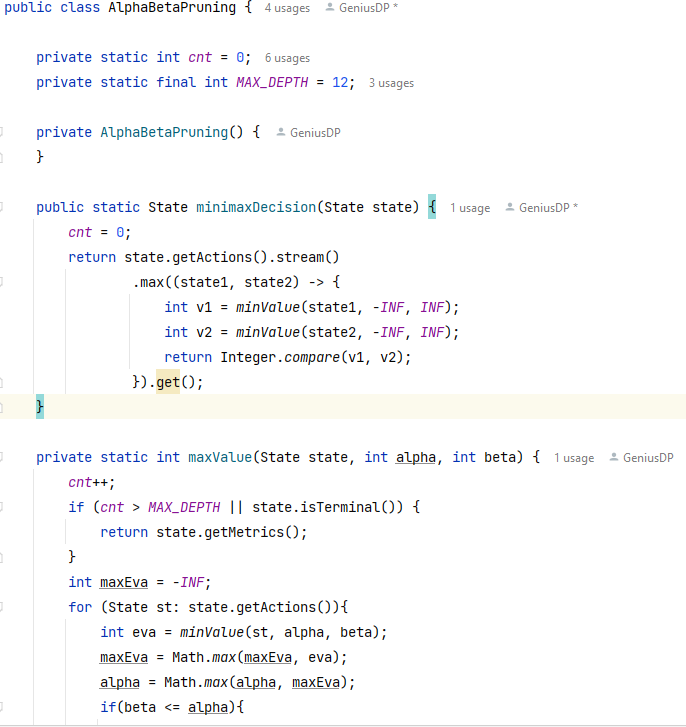 public class AlphaBetaPruning { 4 usages GeniusDP *
private static int cnt = 0; 6 usages
private static final int MAX_DEPTH = 12; 3 usages
private AlphaBetaPruning() { GeniusDP
}
public static State minimaxDecision(State state) { 1 usage GeniusDP *
cnt = 0;
return state.getActions().stream()
.max((state1, state2) -> {
int v1 = minValue(state1, -INF, INF);
int v2 = minValue(state2, -INF, INF);
return Integer.compare(v1, v2);
}).get();
}
private static int maxValue(State state, int alpha, int beta) { 1 usage GeniusDP
cnt++;
if (cnt > MAX_DEPTH || state.isTerminal()) {
return state.getMetrics();
}
int maxEva = -INF;
for (State st: state.getActions()){
int eva = minValue(st, alpha, beta);
maxEva = Math.max(maxEva, eva);
alpha = Math.max(alpha, maxEva);
if(beta <= alpha){